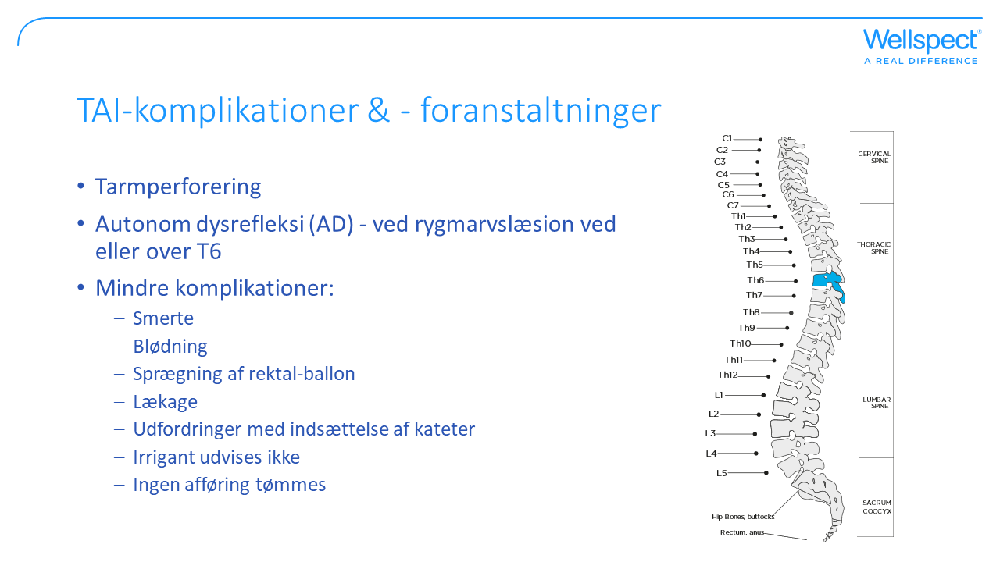 Wellspect®
A REAL DIFFERENCE
TAI-komplikationer & - foranstaltninger
• Tarmperforering
• Autonom dysrefleksi (AD) - ved rygmarvslæsion ved
eller over T6
• Mindre komplikationer:
– Smerte
– Blødning
– Sprægning af rektal-ballon
– Lækage
– Udfordringer med indsættelse af kateter
– Irrigant udvises ikke
– Ingen afføring tømmes
C1
C2
C3
C4
C5
C6
C7
Th1
Th2
Th3
Th4
Th5
Th6
Th7
Th8
Th9
Th10
Th11
Th12
L1
L2
L3
L4
L5
Hip Bones, buttocks
Rectum, anus
CERVICAL
SPINE
THORACIC
SPINE
LUMBAR
SPINE
SACRUM
COCCYX